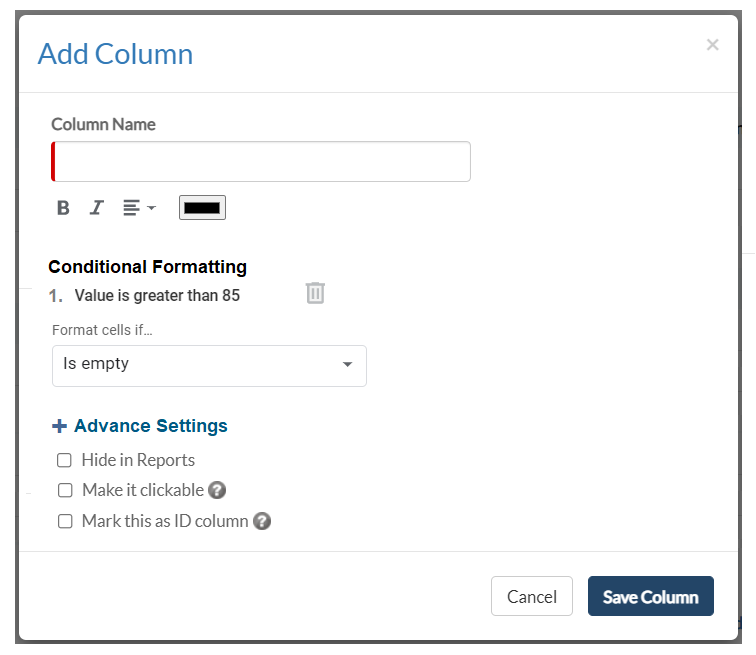 Add Column
×
Column Name
B I
Conditional Formatting
1. Value is greater than 85
Format cells if...
Is empty
+ Advance Settings
Hide in Reports
Make it clickable ?
Mark this as ID column ?
Cancel Save Column